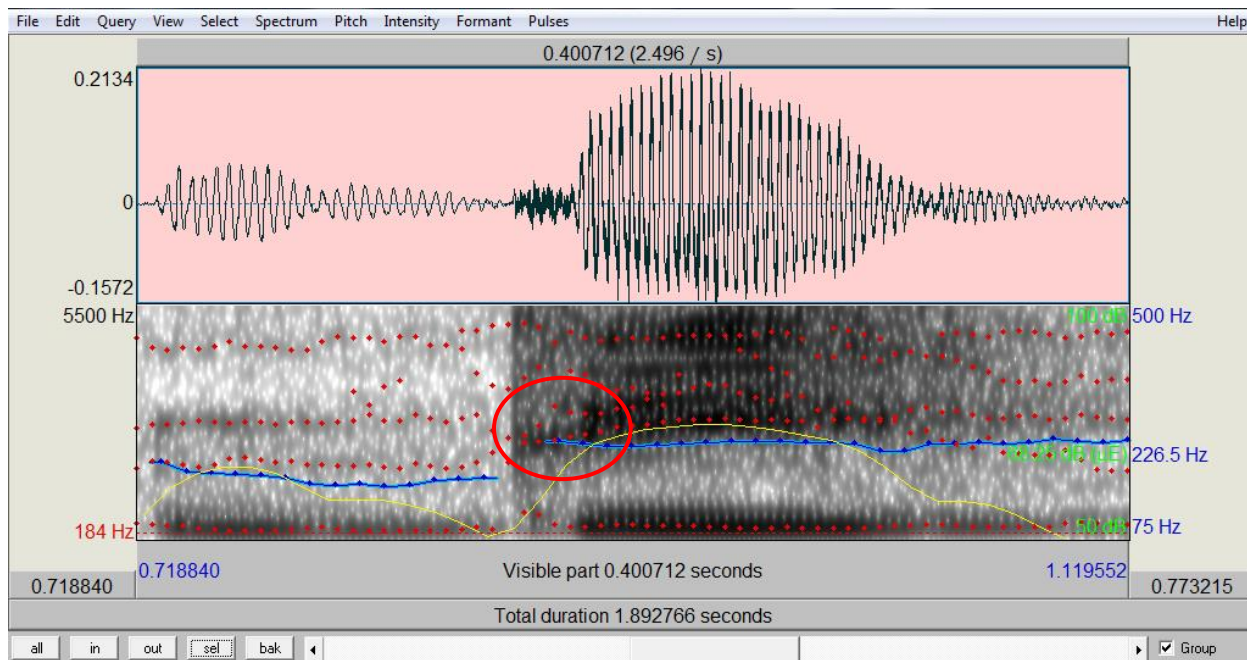 File Edit Query View Select Spectrum Pitch Intensity Formant Pulses Help
0.400712 (2.496 / s)
0.2134
0
-0.1572
5500 Hz
500 Hz
226.5 Hz
184 Hz
50 dB
75 Hz
0.718840
0.718840
Visible part 0.400712 seconds
1.119552
0.773215
Total duration 1.892766 seconds
all in out sel bak Group